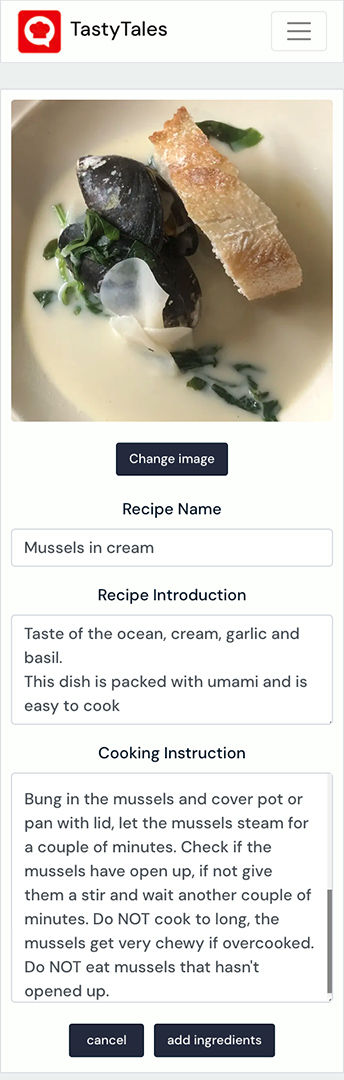 TastyTales
Change image
Recipe Name
Mussels in cream
Recipe Introduction
Taste of the ocean, cream, garlic and
basil.
This dish is packed with umami and is
easy to cook
Cooking Instruction
Bung in the mussels and cover pot or
pan with lid, let the mussels steam for
a couple of minutes. Check if the
mussels have open up, if not give
them a stir and wait another couple of
minutes. Do NOT cook to long, the
mussels get very chewy if overcooked.
Do NOT eat mussels that hasn't
opened up.
cancel
add ingredients